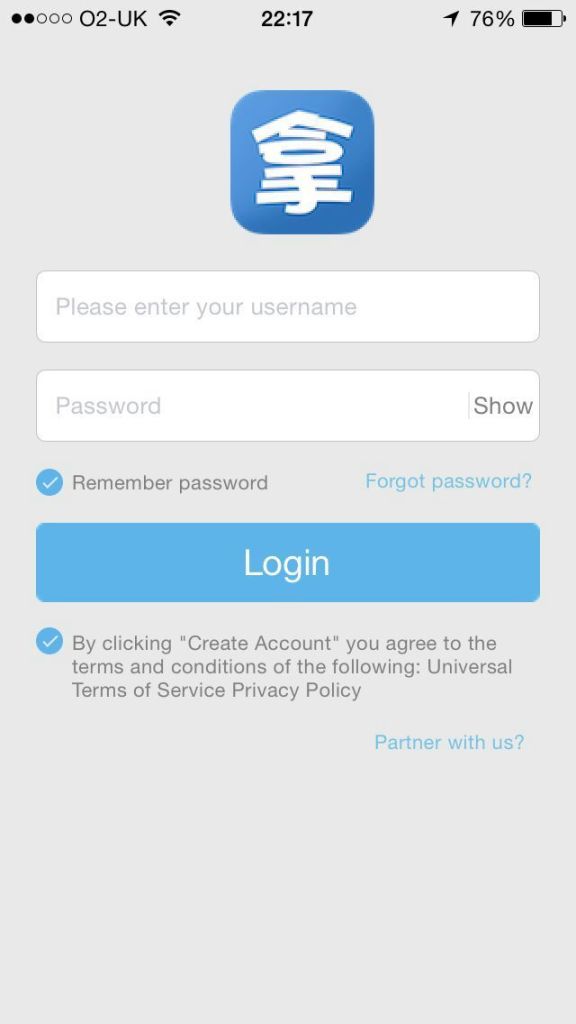 O2-UK 22:17 76%
拿
Please enter your username
Password Show
Remember password Forgot password?
Login
By clicking "Create Account" you agree to the
terms and conditions of the following: Universal
Terms of Service Privacy Policy
Partner with us?